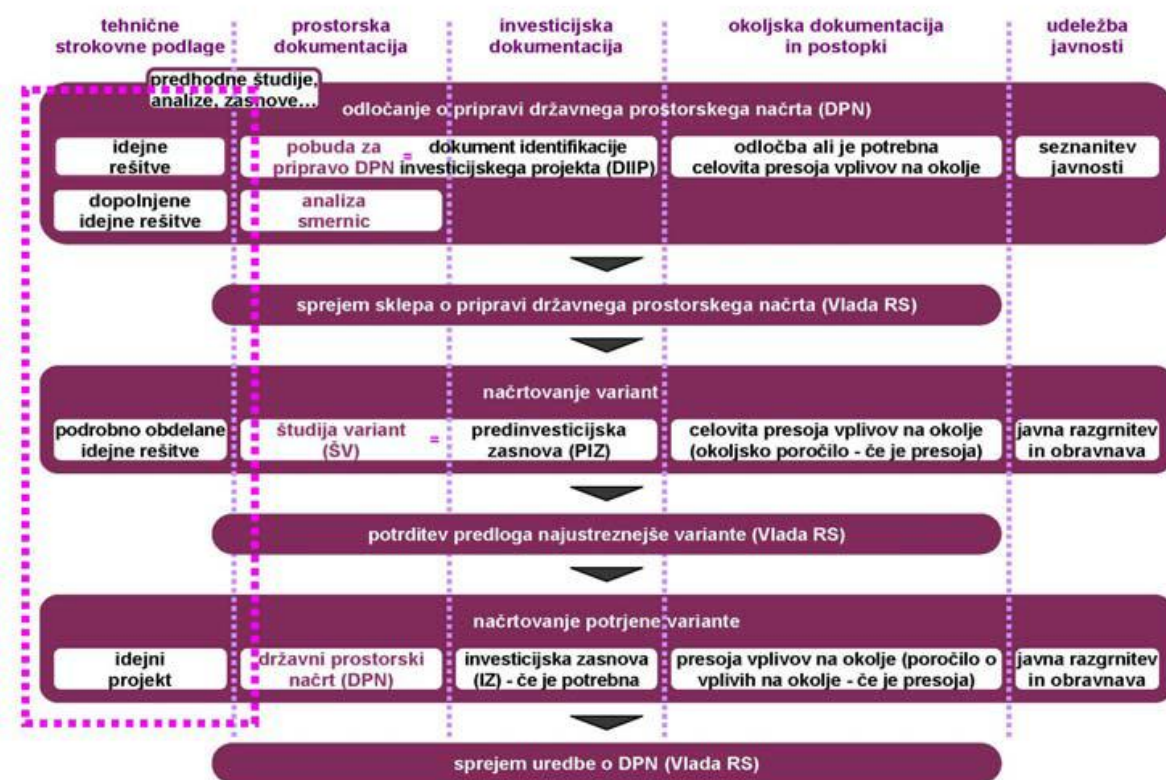 tehnične
strokovne podlage
prostorska
dokumentacija
investicijska
dokumentacija
okoljska dokumentacija
in postopki
udeležba
javnosti
predhodne študije,
analize, zasnove...
odločanje o pripravi državnega prostorskega načrta (DPN)
idejne
rešitve
pobuda za
pripravo DPN
=
dokument identifikacije
investicijskega projekta (DIIP)
odločba ali je potrebna
celovita presoja vplivov na okolje
seznanitev
javnosti
dopolnjene
idejne rešitve
analiza
smernic
sprejem sklepa o pripravi državnega prostorskega načrta (Vlada RS)
načrtovanje variant
podrobno obdelane
idejne rešitve
študija variant
(ŠV)
=
predinvesticijska
zasnova (PIZ)
celovita presoja vplivov na okolje
(okoljsko poročilo - če je presoja)
javna razgrnitev
in obravnava
potrditev predloga najustreznejše variante (Vlada RS)
načrtovanje potrjene variante
idejni
projekt
državni prostorski
načrt (DPN)
investicijska zasnova
(IZ) - če je potrebna
presoja vplivov na okolje (poročilo o
vplivih na okolje - če je presoja)
javna razgrnitev
in obravnava
sprejem uredbe o DPN (Vlada RS)